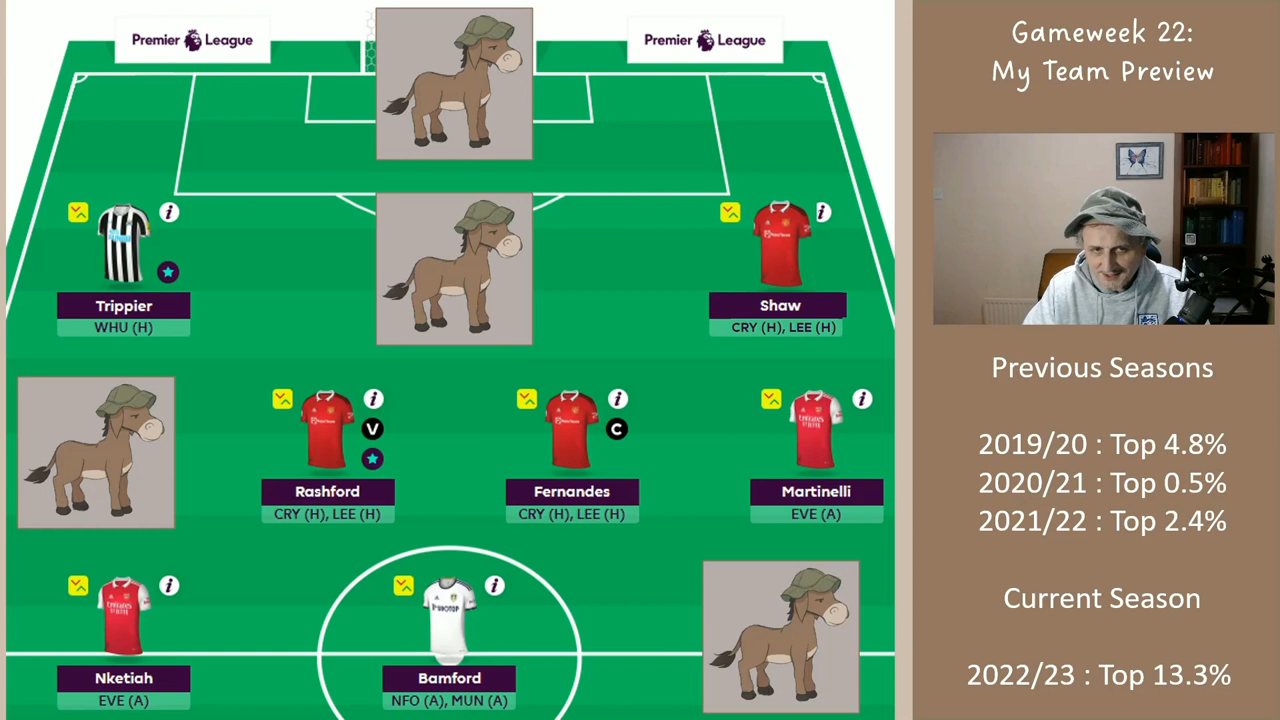 Premier League
Premier League
Gameweek 22:
My Team Preview
Trippier
WHU (H)
Shaw
CRY (H), LEE (H)
V
C
Rashford
CRY (H), LEE (H)
Fernandes
CRY (H), LEE (H)
Martinelli
EVE (A)
Nketiah
EVE (A)
Bamford
NFO (A), MUN (A)
Previous Seasons
2019/20 : Top 4.8%
2020/21 : Top 0.5%
2021/22 : Top 2.4%
Current Season
2022/23 : Top 13.3%